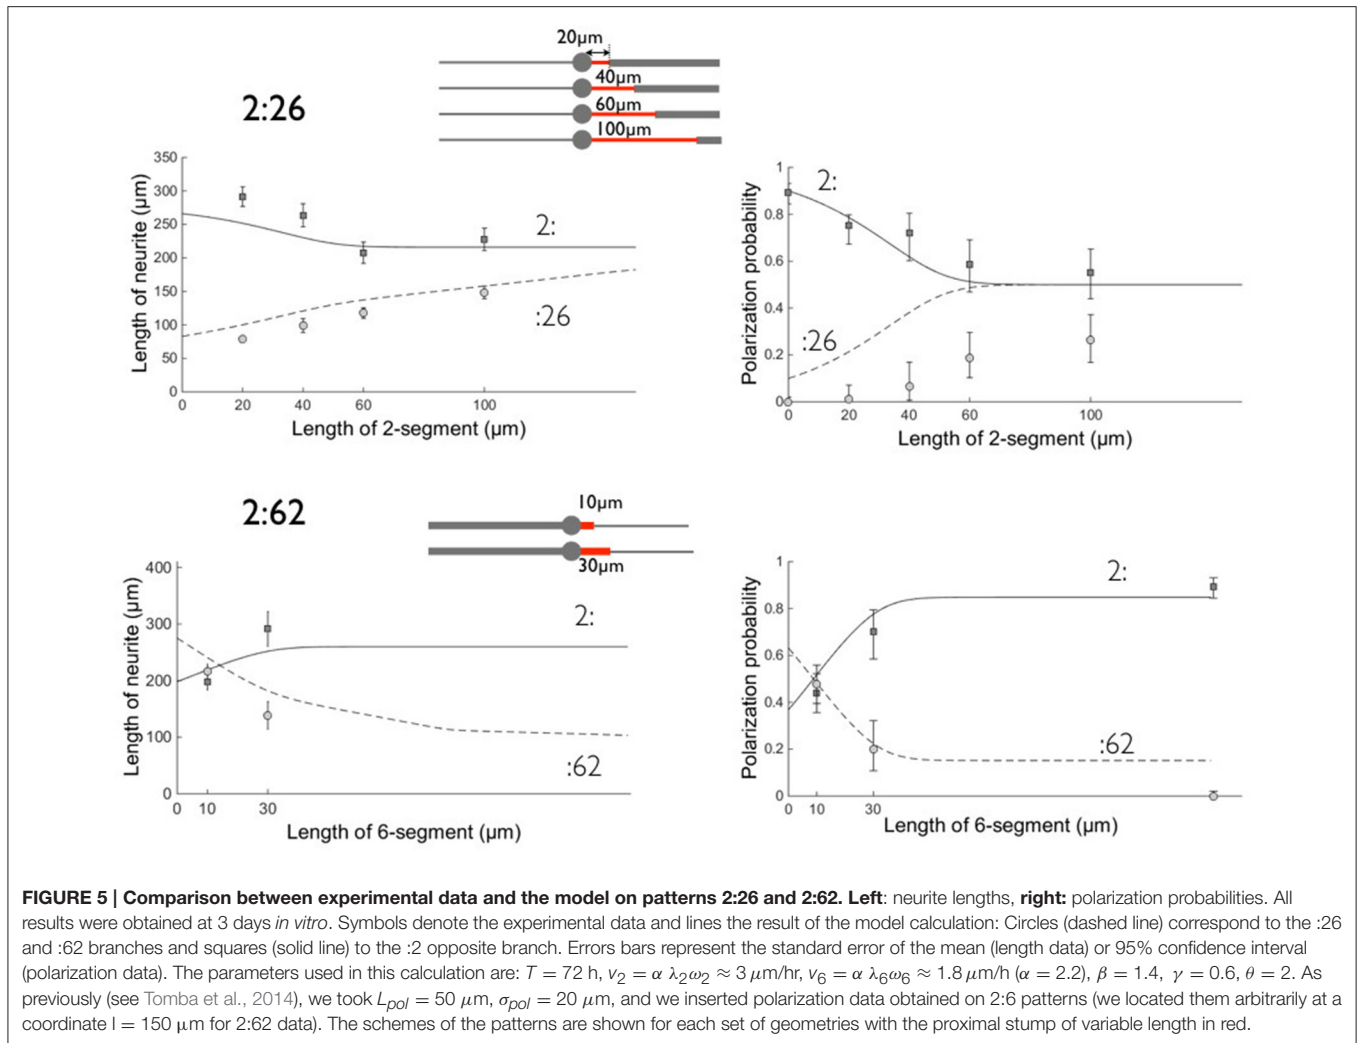 20µm
40µm
60µm
100µm
2:26
350
300
250
200
150
100
50
0
0 20 40 60 100
Length of neurite (µm)
Length of 2-segment (µm)
2:
:26
1
0.8
0.6
0.4
0.2
0
0 20 40 60 100
Polarization probability
Length of 2-segment (µm)
2:
:26
2:62
10µm
30µm
400
300
200
100
0
0 10 30
Length of neurite (µm)
Length of 6-segment (µm)
2:
:62
1
0.8
0.6
0.4
0.2
0
0 10 30
Polarization probability
Length of 6-segment (µm)
2:
:62
FIGURE 5 | Comparison between experimental data and the model on patterns 2:26 and 2:62. Left: neurite lengths, right: polarization probabilities. All
results were obtained at 3 days in vitro. Symbols denote the experimental data and lines the result of the model calculation: Circles (dashed line) correspond to the :26
and :62 branches and squares (solid line) to the :2 opposite branch. Errors bars represent the standard error of the mean (length data) or 95% confidence interval
(polarization data). The parameters used in this calculation are: T = 72 h, v₂ = α λ₂ω₂ ≈ 3 µm/hr, v₆ = α λ₆ω₆ ≈ 1.8 µm/h (α = 2.2), β = 1.4, γ = 0.6, θ = 2. As
previously (see Tomba et al., 2014), we took L_pol = 50 µm, σ_pol = 20 µm, and we inserted polarization data obtained on 2:6 patterns (we located them arbitrarily at a
coordinate l = 150 µm for 2:62 data). The schemes of the patterns are shown for each set of geometries with the proximal stump of variable length in red.